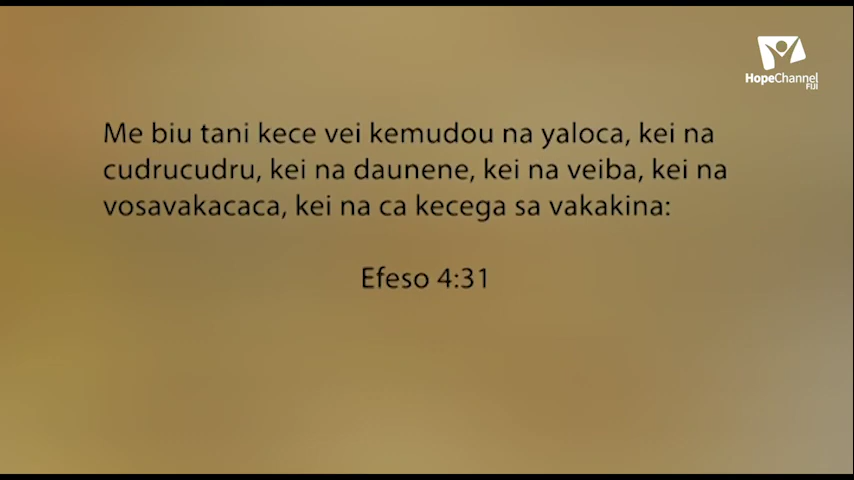 HopeChannel
FIJI
Me biu tani kece vei kemudou na yaloca, kei na
cudrucudru, kei na daunene, kei na veiba, kei na
vosavakacaca, kei na ca kecega sa vakakina:
Efeso 4:31